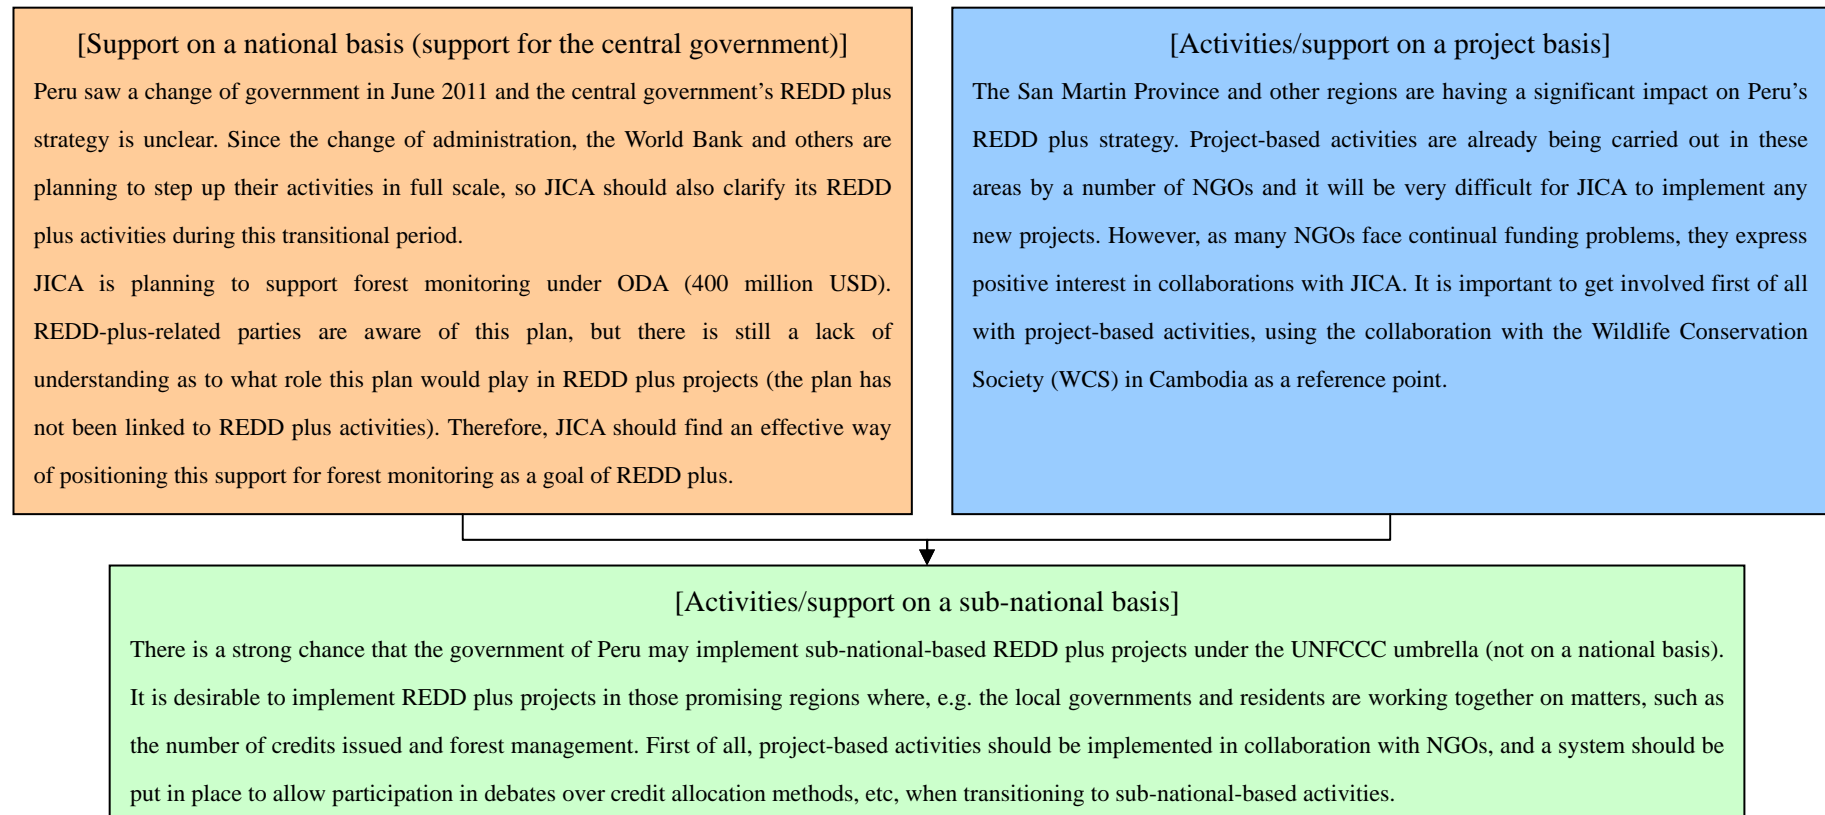 [Support on a national basis (support for the central government)]
Peru saw a change of government in June 2011 and the central government's REDD plus
strategy is unclear. Since the change of administration, the World Bank and others are
planning to step up their activities in full scale, so JICA should also clarify its REDD
plus activities during this transitional period.
JICA is planning to support forest monitoring under ODA (400 million USD).
REDD-plus-related parties are aware of this plan, but there is still a lack of
understanding as to what role this plan would play in REDD plus projects (the plan has
not been linked to REDD plus activities). Therefore, JICA should find an effective way
of positioning this support for forest monitoring as a goal of REDD plus.
[Activities/support on a project basis]
The San Martin Province and other regions are having a significant impact on Peru's
REDD plus strategy. Project-based activities are already being carried out in these
areas by a number of NGOs and it will be very difficult for JICA to implement any
new projects. However, as many NGOs face continual funding problems, they express
positive interest in collaborations with JICA. It is important to get involved first of all
with project-based activities, using the collaboration with the Wildlife Conservation
Society (WCS) in Cambodia as a reference point.
[Activities/support on a sub-national basis]
There is a strong chance that the government of Peru may implement sub-national-based REDD plus projects under the UNFCCC umbrella (not on a national basis).
It is desirable to implement REDD plus projects in those promising regions where, e.g. the local governments and residents are working together on matters, such as
the number of credits issued and forest management. First of all, project-based activities should be implemented in collaboration with NGOs, and a system should be
put in place to allow participation in debates over credit allocation methods, etc, when transitioning to sub-national-based activities.